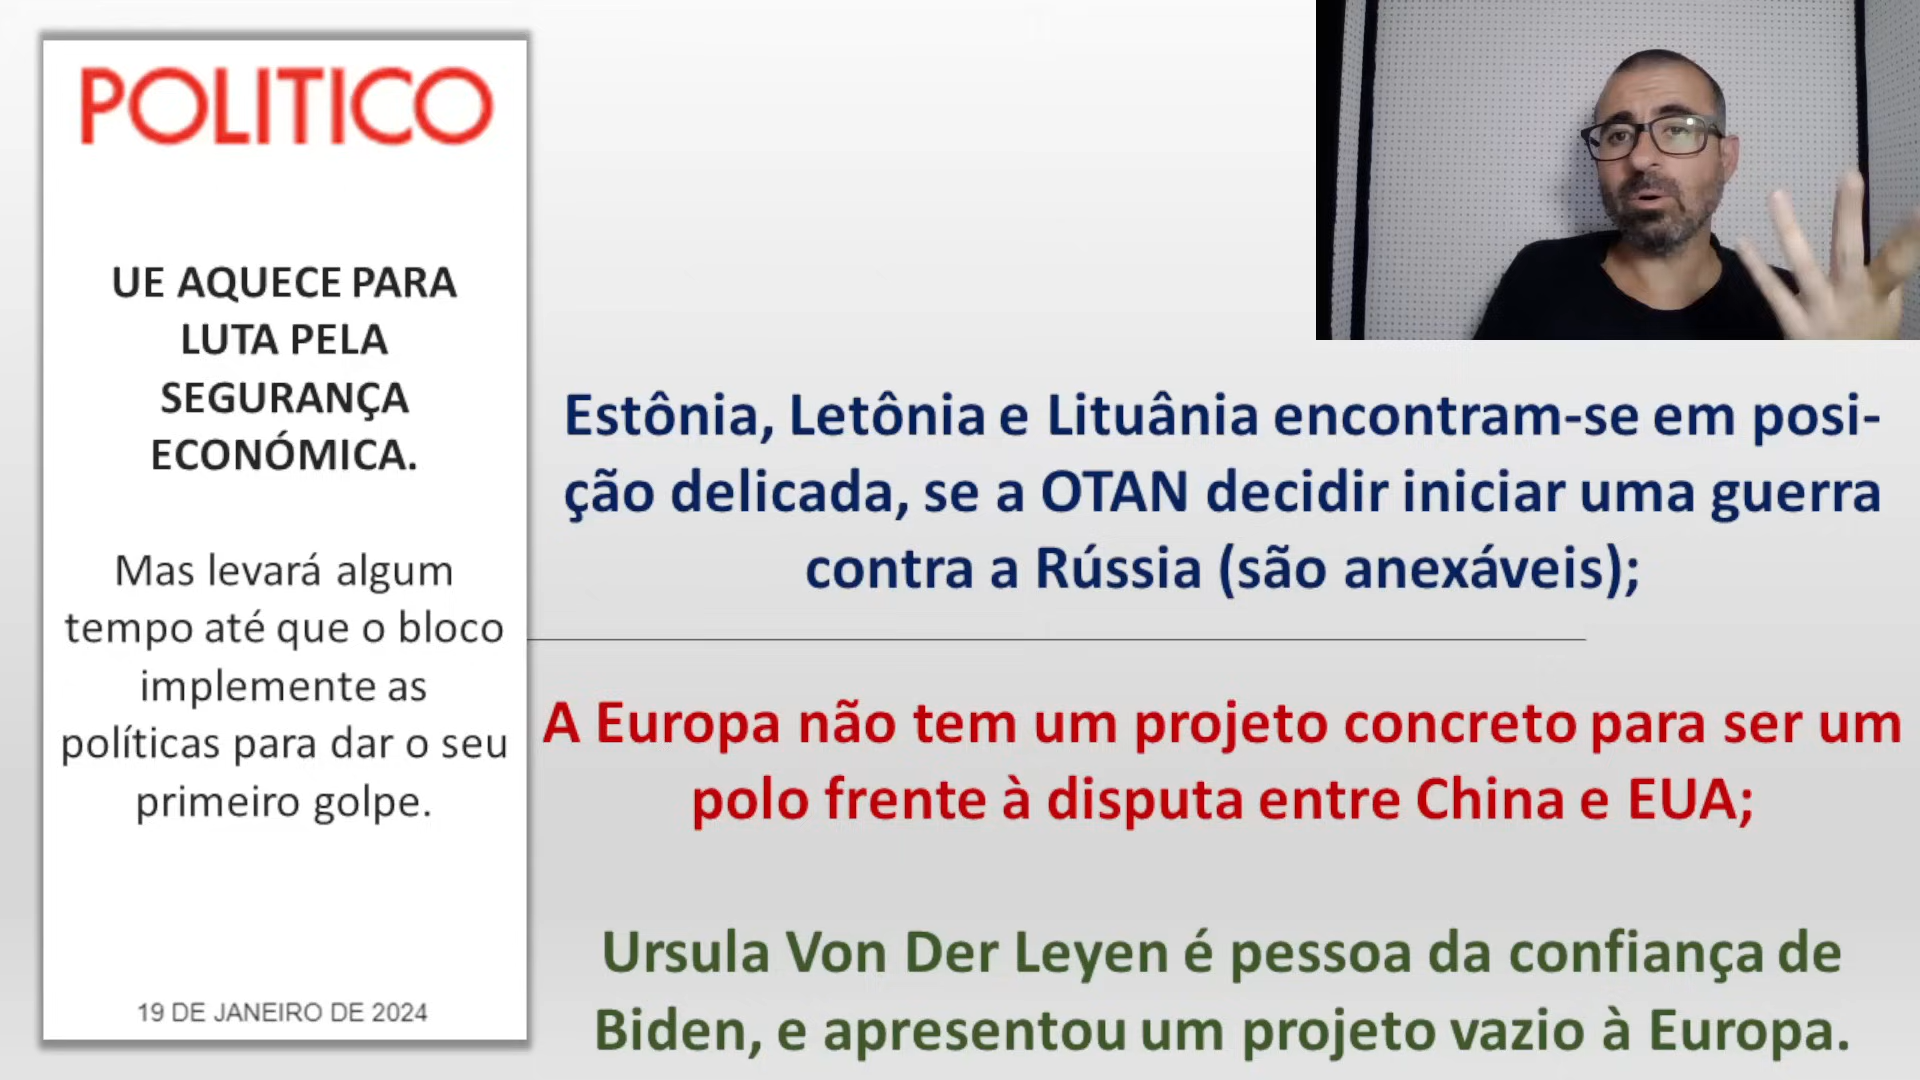 POLITICO
UE AQUECE PARA
LUTA PELA
SEGURANÇA
ECONÓMICA.
Mas levará algum
tempo até que o bloco
implemente as
políticas para dar o seu
primeiro golpe.
19 DE JANEIRO DE 2024
Estônia, Letônia e Lituânia encontram-se em posi-
ção delicada, se a OTAN decidir iniciar uma guerra
contra a Rússia (são anexáveis);
A Europa não tem um projeto concreto para ser um
polo frente à disputa entre China e EUA;
Ursula Von Der Leyen é pessoa da confiança de
Biden, e apresentou um projeto vazio à Europa.